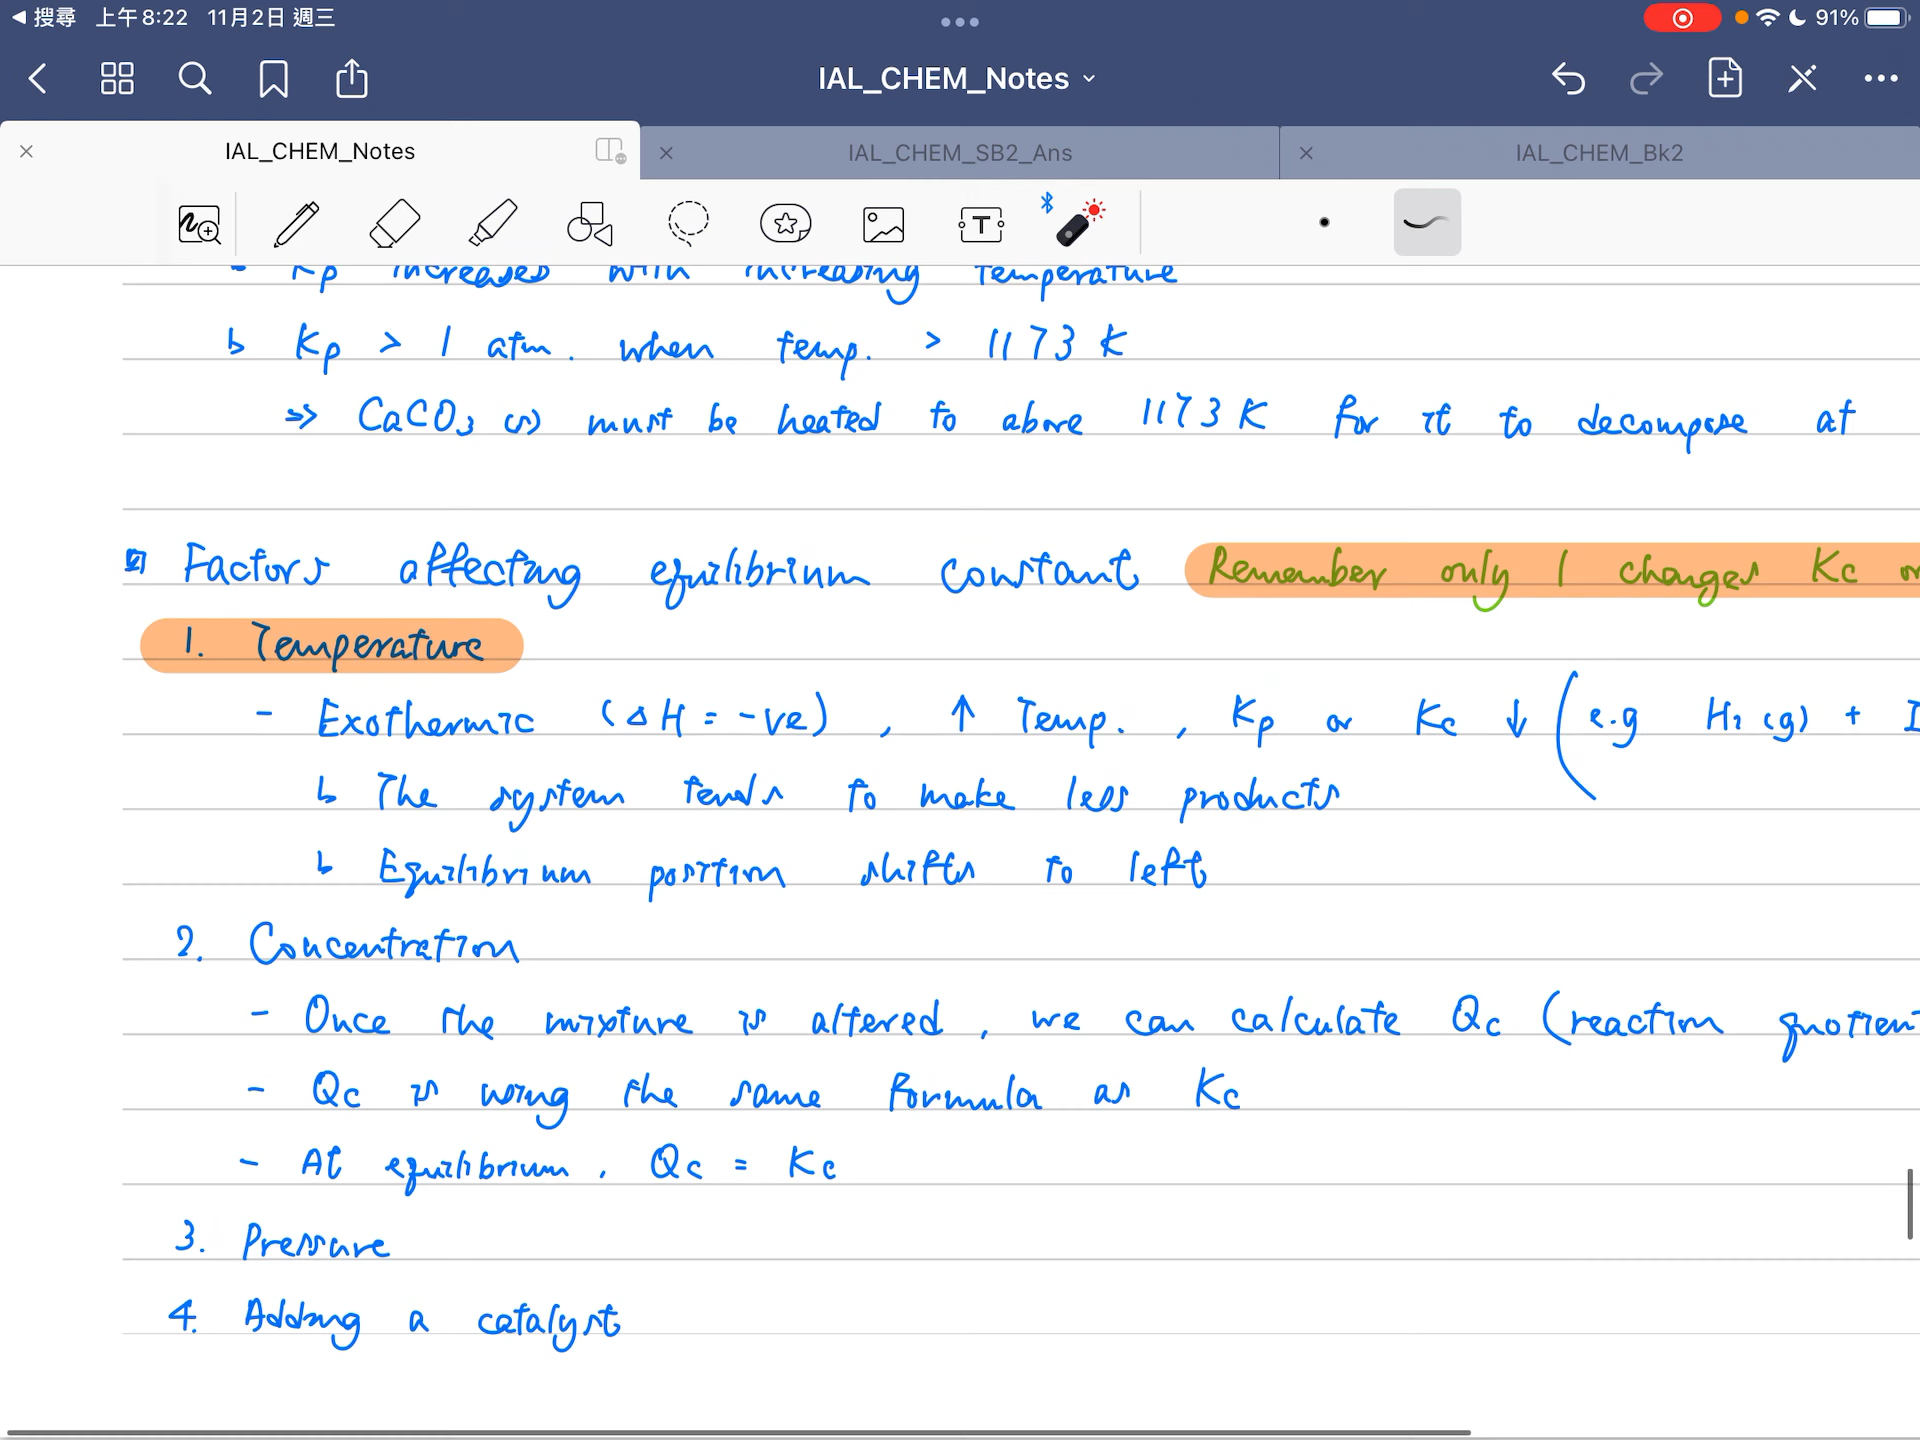 搜尋 上午8:22 11月2日 週三 91%
IAL_CHEM_Notes
IAL_CHEM_Notes IAL_CHEM_SB2_Ans IAL_CHEM_Bk2
T
Kp increases with increasing temperature
Kp > 1 atm. when temp. > 1173 K
⇒ CaCO3 (s) must be heated to above 1173 K for it to decompose at
Factors affecting equilibrium constant Remember only 1 changes Kc or
1. Temperature
- Exothermic (ΔH = -ve), ↑ Temp., Kp or Kc ↓ (e.g H2 (g) + I
The system tends to make less products
Equilibrium position shifts to left
2. Concentration
- Once the mixture is altered, we can calculate Qc (reaction quotient
- Qc is using the same formula as Kc
- At equilibrium, Qc = Kc
3. Pressure
4. Adding a catalyst